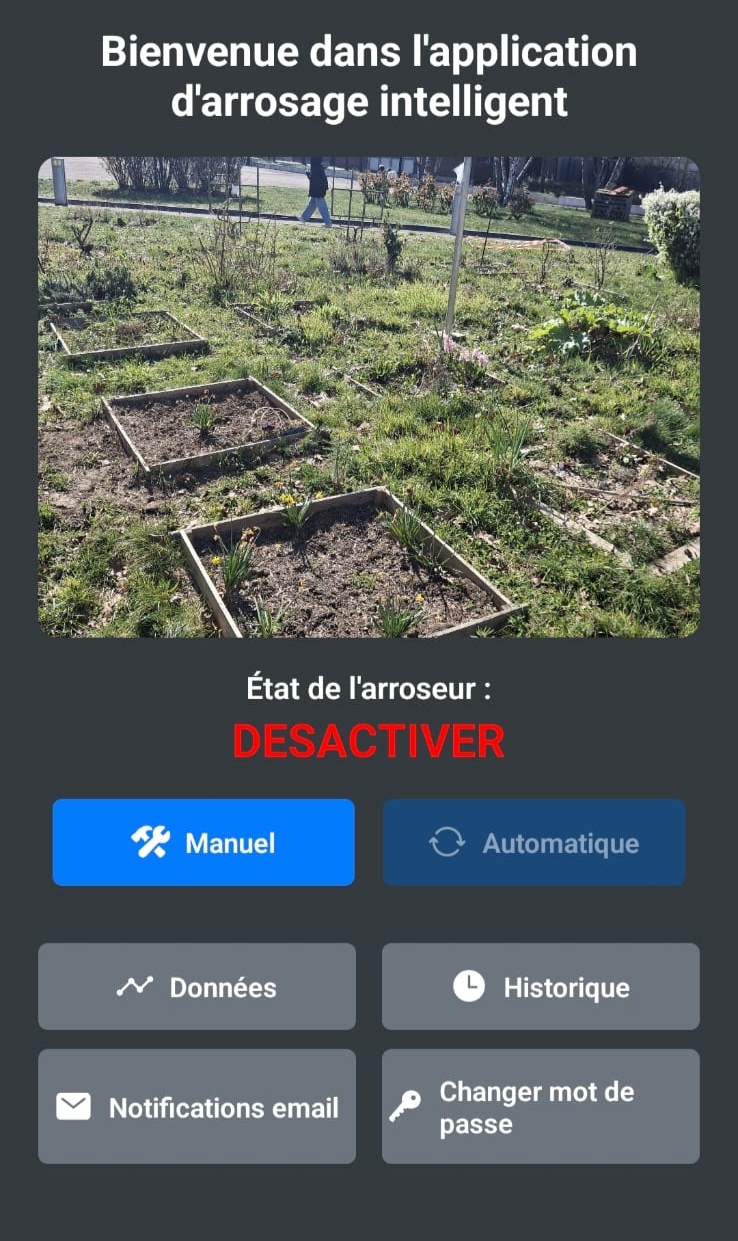 Bienvenue dans l'application
d'arrosage intelligent
État de l'arroseur :
DESACTIVER
Manuel
Automatique
Données
Historique
Notifications email
Changer mot de
passe